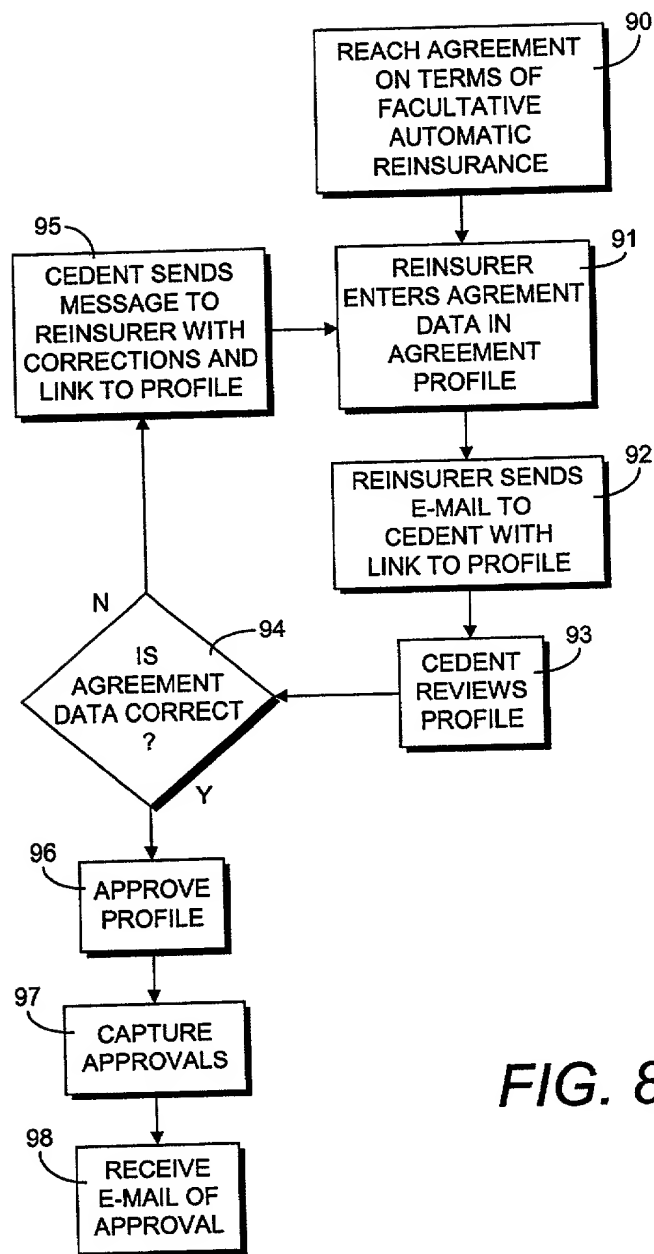 90
REACH AGREEMENT
ON TERMS OF
FACULTATIVE
AUTOMATIC
REINSURANCE
91
REINSURER
ENTERS AGREMENT
DATA IN
AGREEMENT
PROFILE
92
REINSURER SENDS
E-MAIL TO
CEDENT WITH
LINK TO PROFILE
93
CEDENT
REVIEWS
PROFILE
94
IS
AGREEMENT
DATA CORRECT
?
N
Y
95
CEDENT SENDS
MESSAGE TO
REINSURER WITH
CORRECTIONS AND
LINK TO PROFILE
96
APPROVE
PROFILE
97
CAPTURE
APPROVALS
98
RECEIVE
E-MAIL OF
APPROVAL
FIG. 8